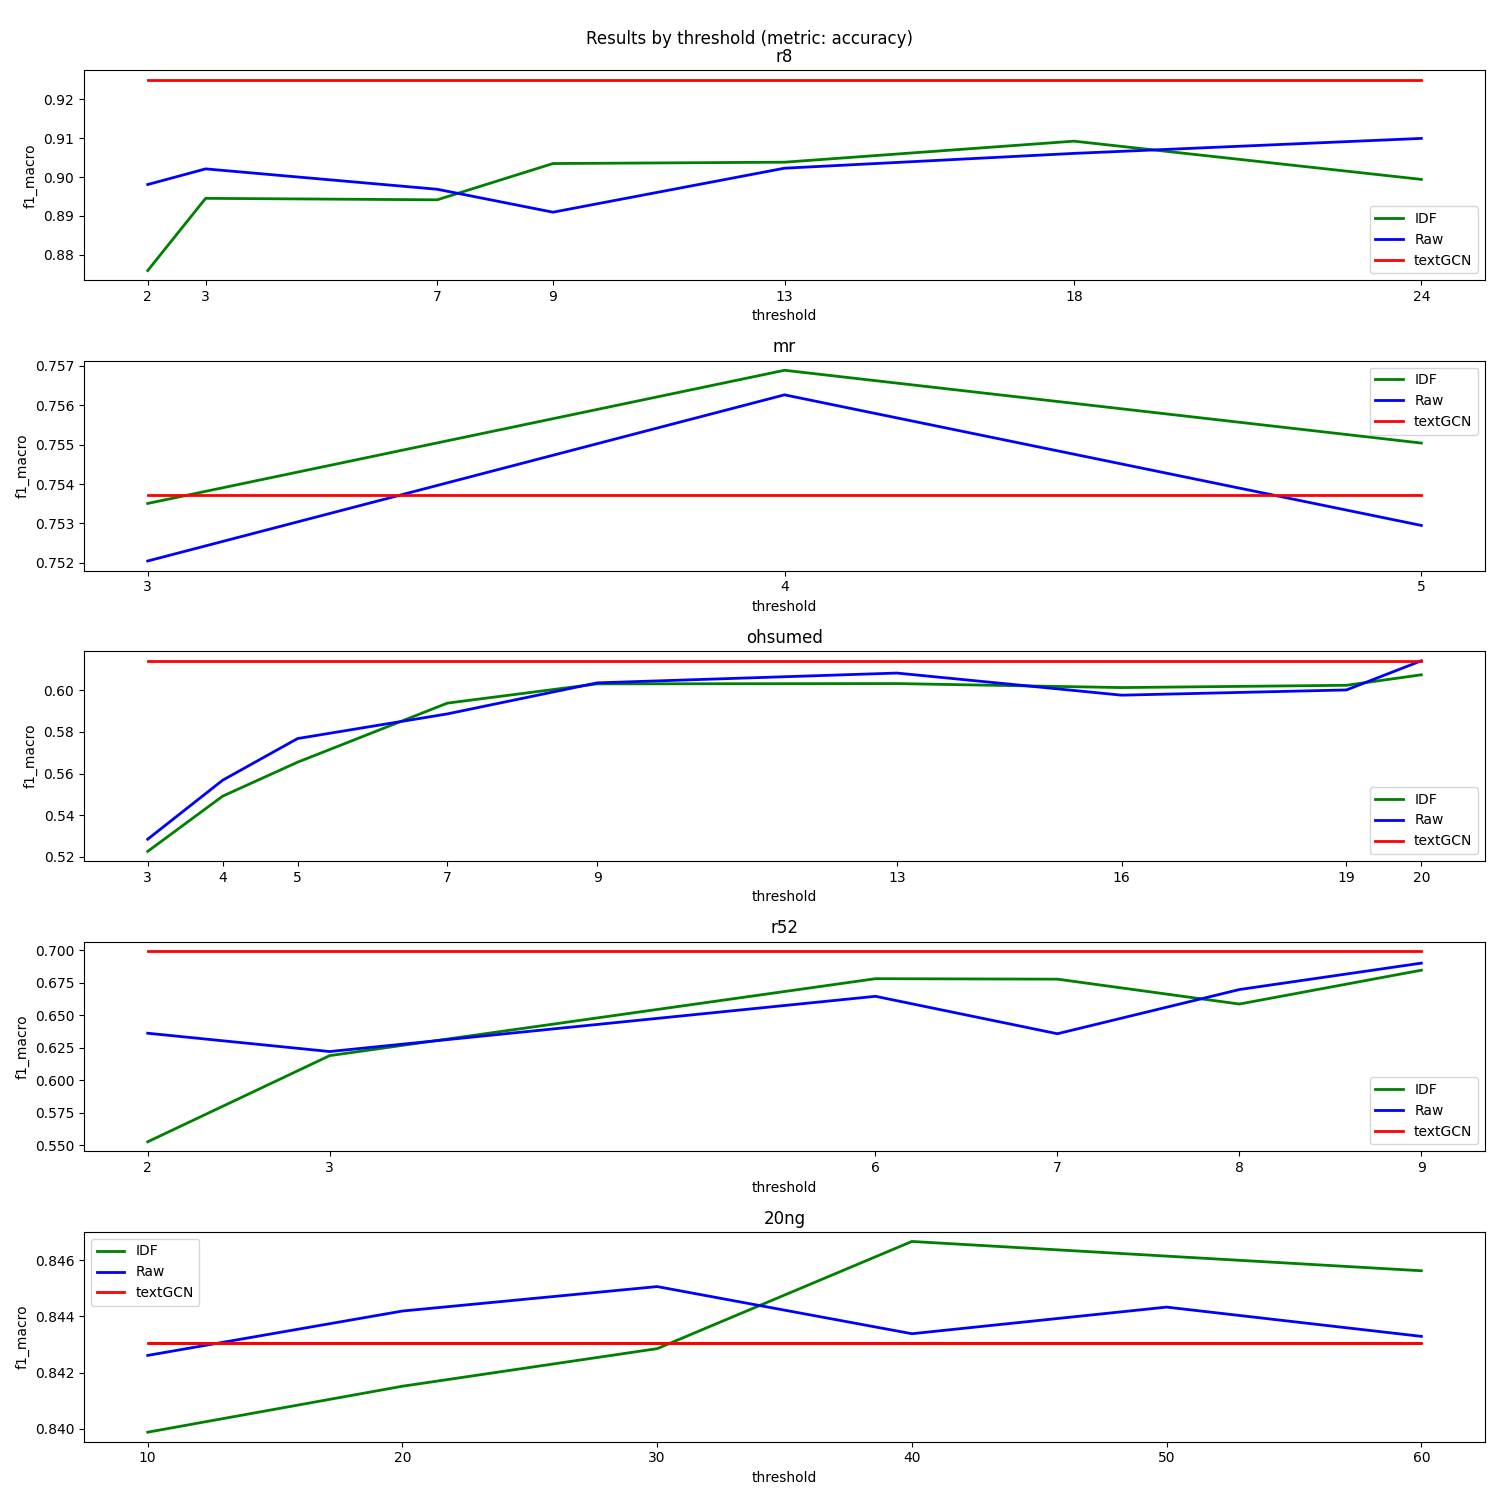 Results by threshold (metric: accuracy)
r8
0.92
0.91
0.90
0.89
0.88
f1_macro
IDF
Raw
textGCN
2 3 7 9 13 18 24
threshold
mr
0.757
0.756
0.755
0.754
0.753
0.752
f1_macro
IDF
Raw
textGCN
3 4 5
threshold
ohsumed
0.60
0.58
0.56
0.54
0.52
f1_macro
IDF
Raw
textGCN
3 4 5 7 9 13 16 19 20
threshold
r52
0.700
0.675
0.650
0.625
0.600
0.575
0.550
f1_macro
IDF
Raw
textGCN
2 3 6 7 8 9
threshold
20ng
0.846
0.844
0.842
0.840
f1_macro
IDF
Raw
textGCN
10 20 30 40 50 60
threshold